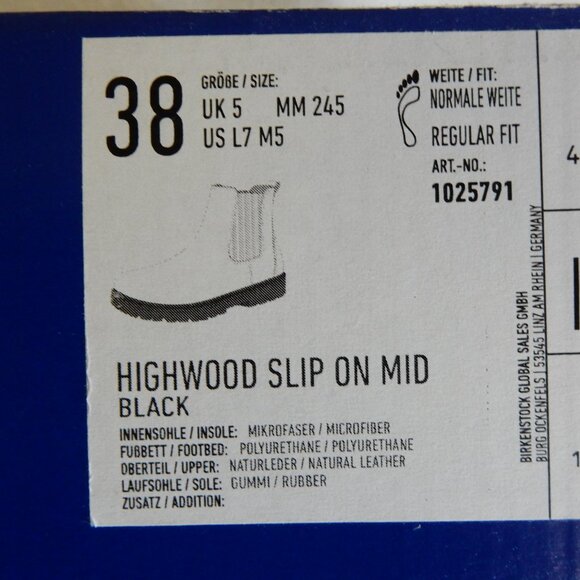 38
GRÖßE / SIZE:
UK 5 MM 245
US L7 M5
WEITE / FIT:
NORMALE WEITE
REGULAR FIT
ART.-NO.:
1025791
HIGHWOOD SLIP ON MID
BLACK
INNENSOHLE / INSOLE: MIKROFASER / MICROFIBER
FUßBETT / FOOTBED: POLYURETHANE / POLYURETHANE
OBERTEIL / UPPER: NATURLEDER / NATURAL LEATHER
LAUFSOHLE / SOLE: GUMMI / RUBBER
ZUSATZ / ADDITION:
BIRKENSTOCK GLOBAL SALES GMBH
BURG OCKENFELS | 53545 LINZ AM RHEIN | GERMANY
4
1